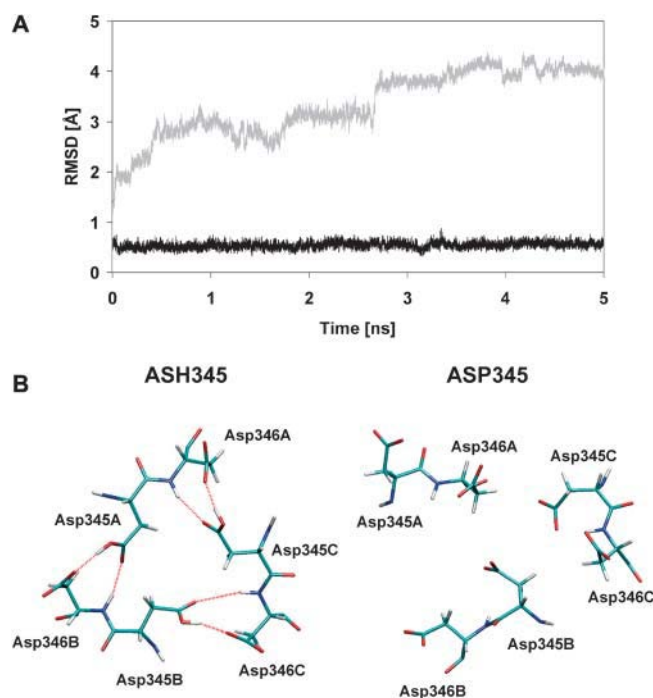 A
RMSD [Å]
5
4
3
2
1
0
0 1 2 3 4 5
Time [ns]
B
ASH345 ASP345
Asp346A
Asp345A
Asp345C
Asp346B
Asp345B
Asp346C
Asp346A
Asp345C
Asp345A
Asp346C
Asp345B
Asp346B